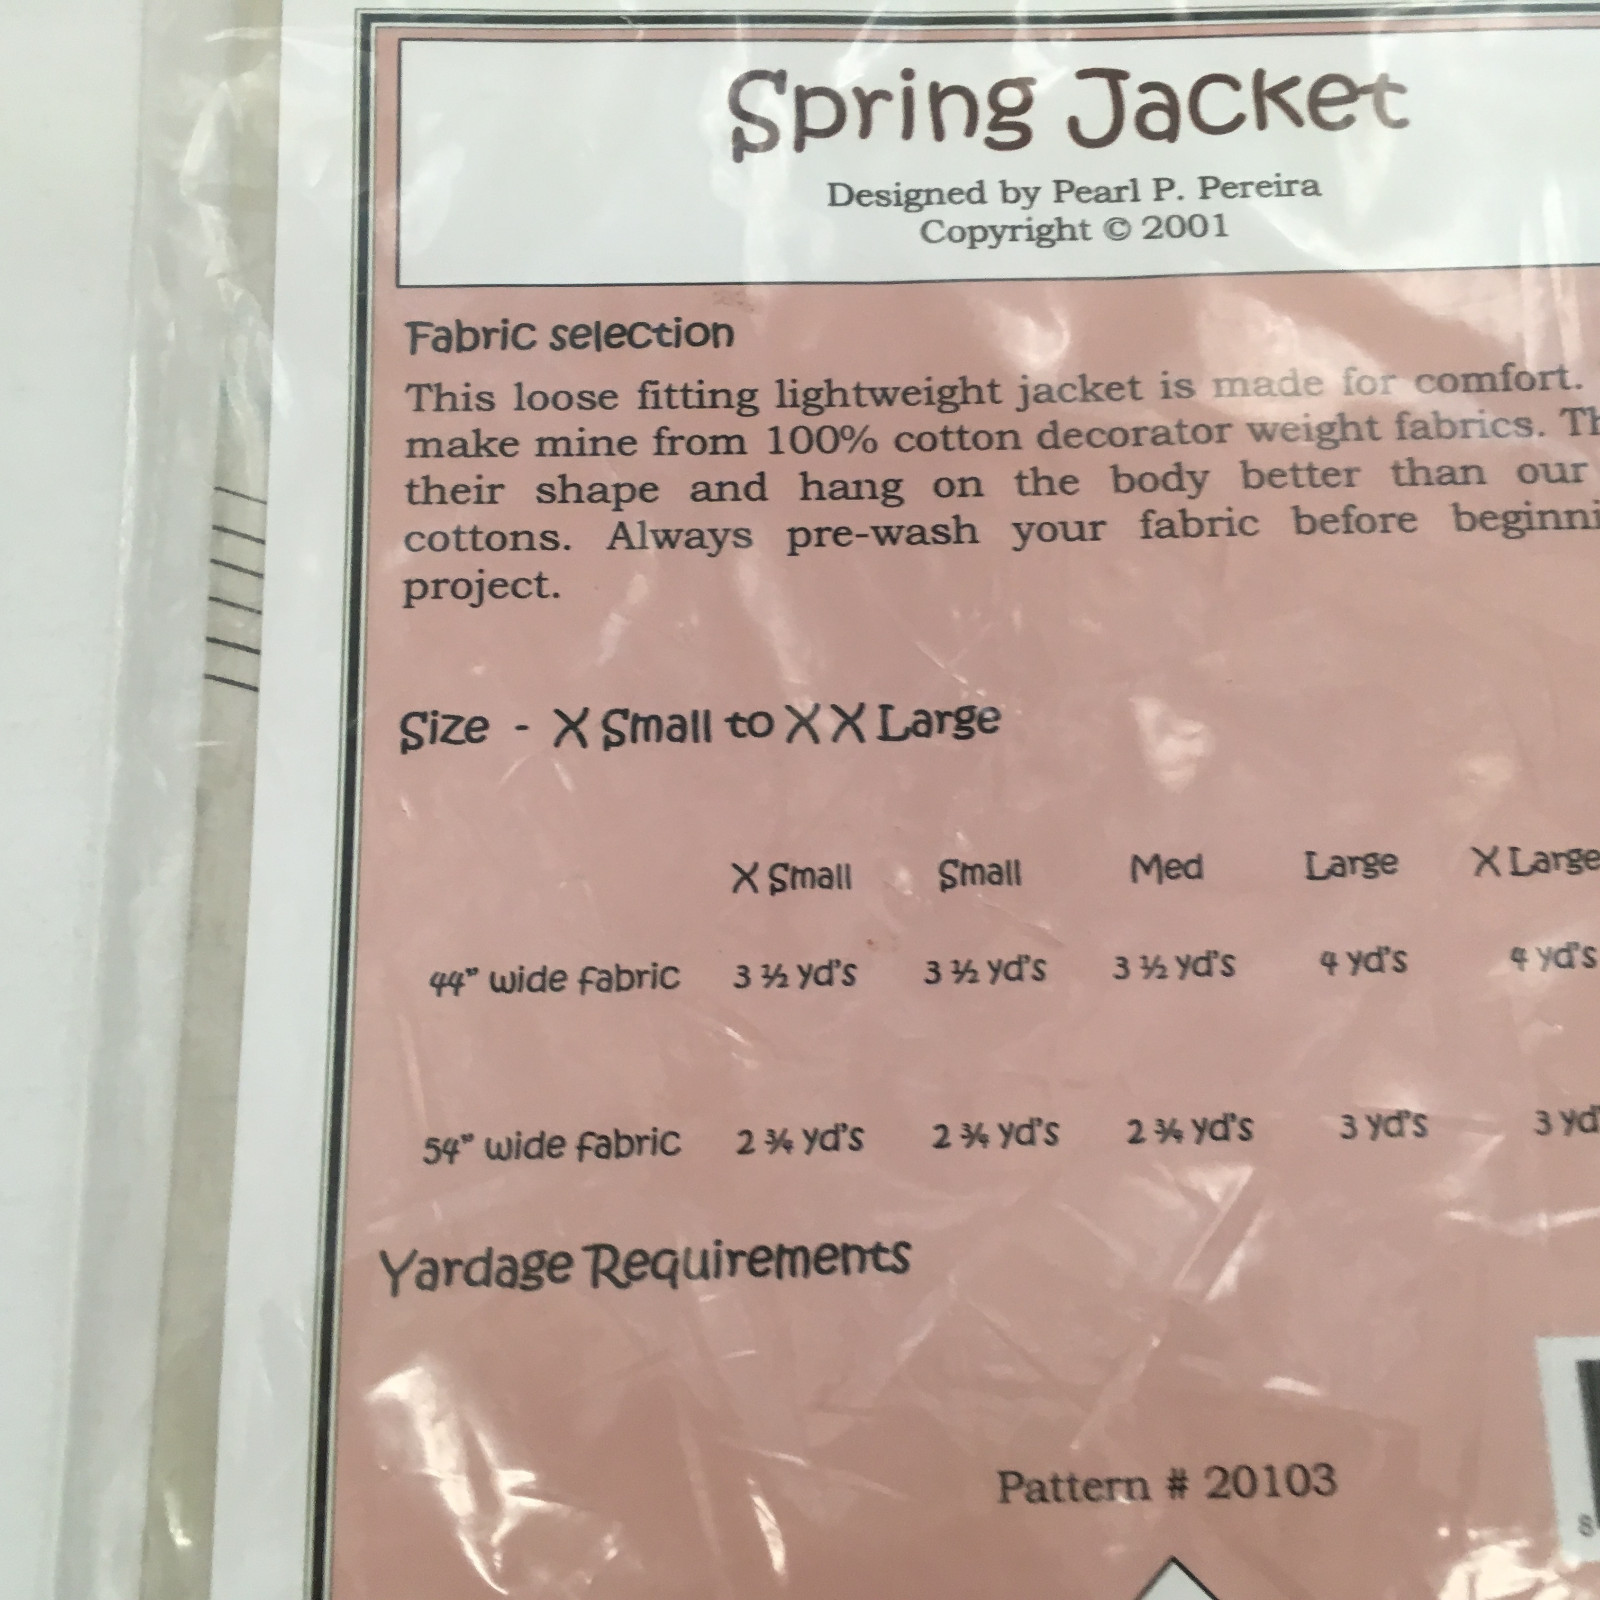 Spring Jacket
Designed by Pearl P. Pereira
Copyright © 2001
Fabric selection
This loose fitting lightweight jacket is made for comfort.
make mine from 100% cotton decorator weight fabrics.
their shape and hang on the body better than our
cottons. Always pre-wash your fabric before
project.
Size - X Small to X X Large
X Small Small Med Large X Large
44" wide fabric 3 ½ yd's 3 ½ yd's 3 ½ yd's 4 yd's 4 yd's
54" wide fabric 2 ¾ yd's 2 ¾ yd's 2 ¾ yd's 3 yd's 3
Yardage Requirements
Pattern # 20103
8